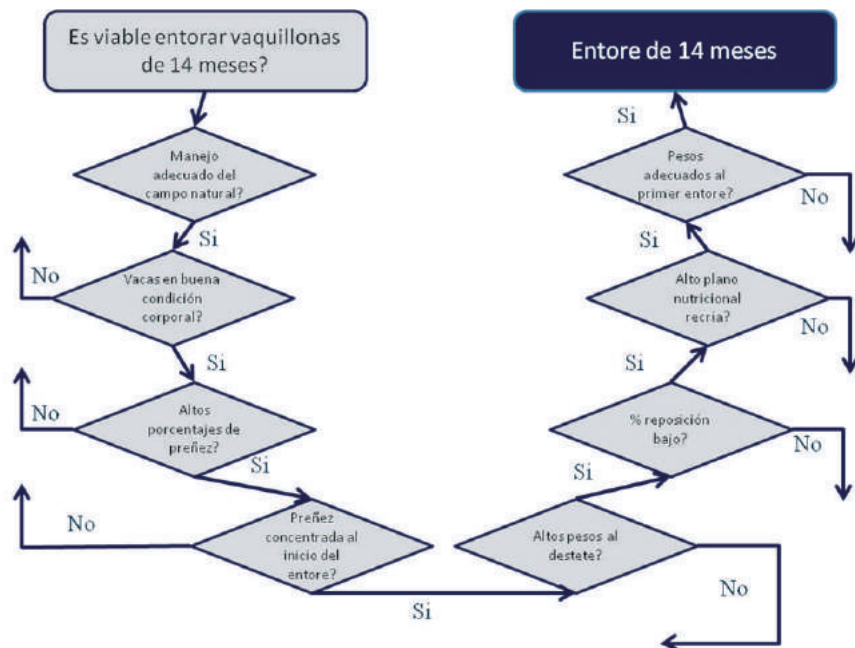 Es viable entorar vaquillonas
de 14 meses?
Manejo
adecuado del
campo natural?
Si
No
Vacas en buena
condición
corporal?
Si
No
Altos
porcentajes de
preñez?
Si
No
Preñez
concentrada al
inicio del
entore?
Si
Altos pesos al
destete?
No
Si
% reposición
bajo?
No
Si
Alto plano
nutricional
recría?
No
Si
Pesos
adecuados al
primer entore?
No
Si
Entore de 14 meses